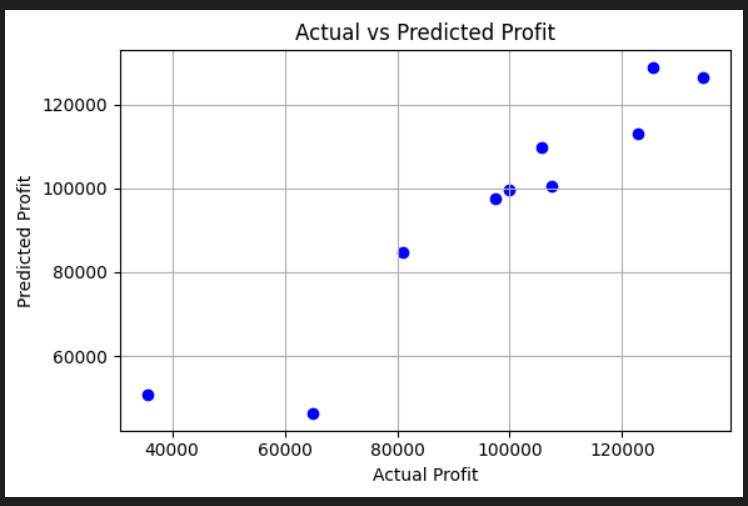 Actual vs Predicted Profit
120000
100000
80000
60000
Predicted Profit
40000 60000 80000 100000 120000
Actual Profit